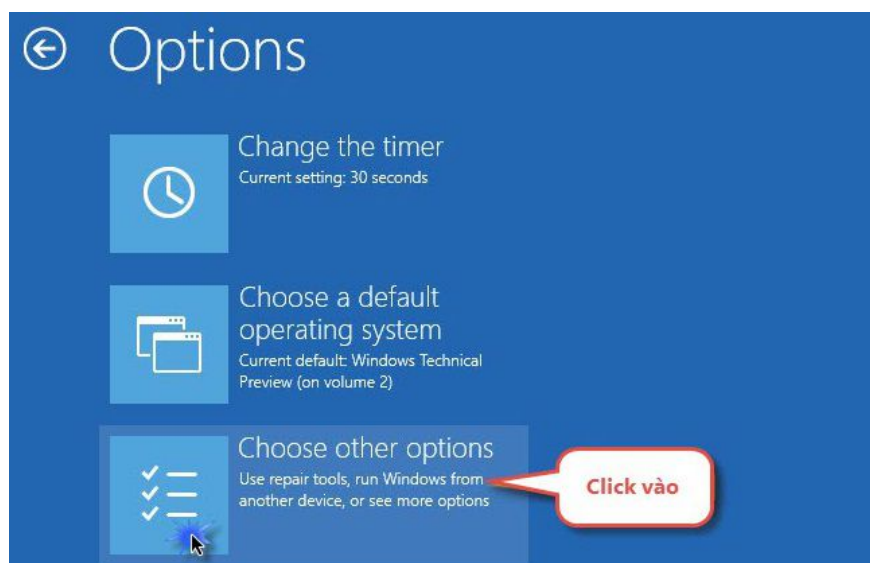 Options
Change the timer
Current setting: 30 seconds
Choose a default
operating system
Current default: Windows Technical
Preview (on volume 2)
Choose other options
Use repair tools, run Windows from
another device, or see more options
Click vào